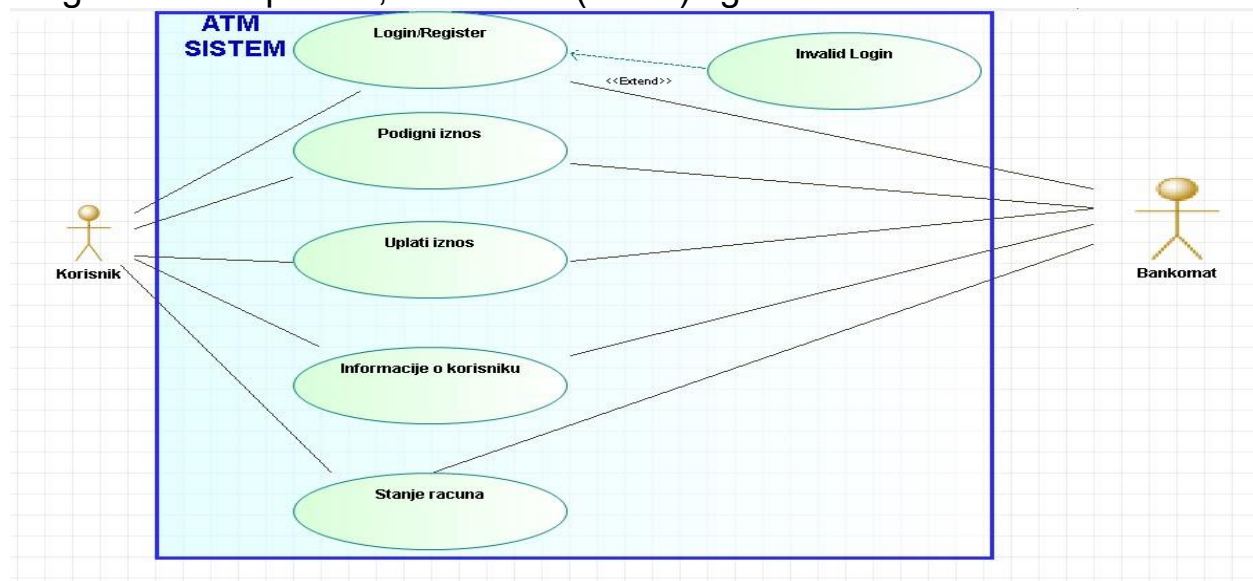 ATM
SISTEM
Login/Register
Invalid Login
<<Extend>>
Podigni iznos
Uplati iznos
Korisnik
Bankomat
Informacije o korisniku
Stanje racuna